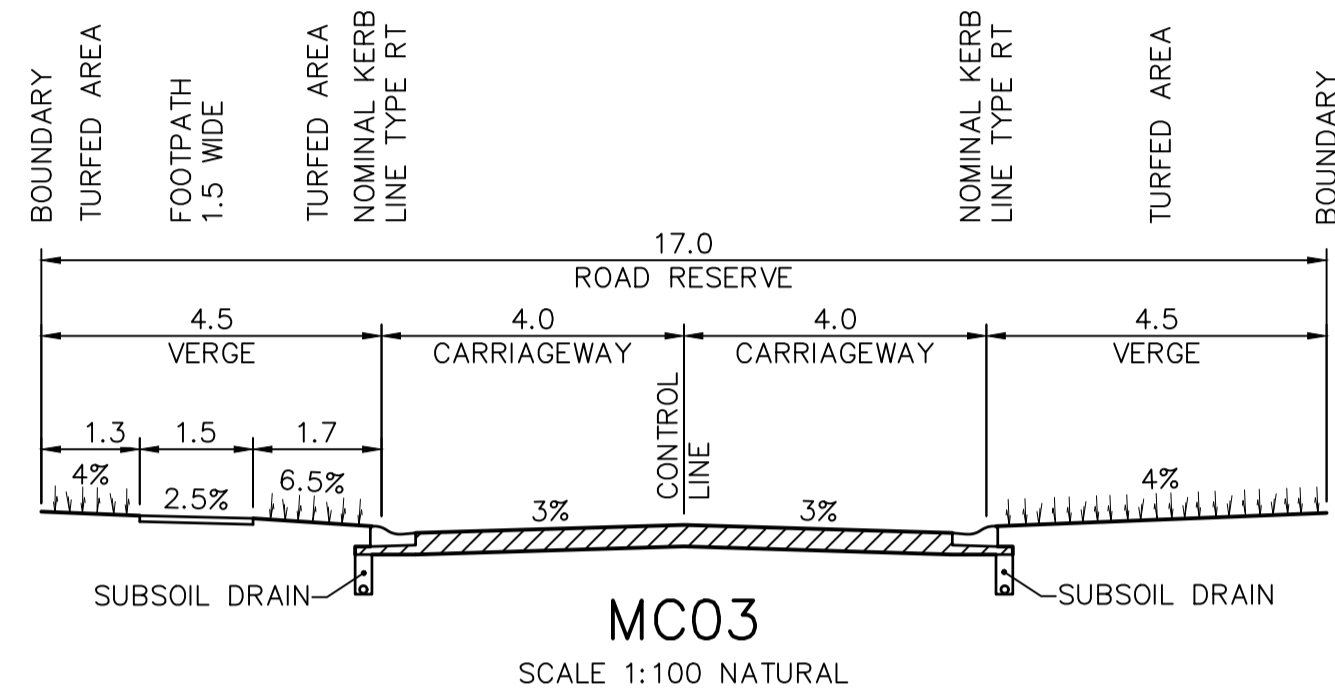 BOUNDARY
TURFED AREA
FOOTPATH
1.5 WIDE
TURFED AREA
NOMINAL KERB
LINE TYPE RT
NOMINAL KERB
LINE TYPE RT
TURFED AREA
BOUNDARY
17.0
ROAD RESERVE
4.5
VERGE
4.0
CARRIAGEWAY
4.0
CARRIAGEWAY
4.5
VERGE
1.3
1.5
1.7
CONTROL
LINE
4%
2.5%
6.5%
3%
3%
4%
SUBSOIL DRAIN
SUBSOIL DRAIN
MC03
SCALE 1:100 NATURAL